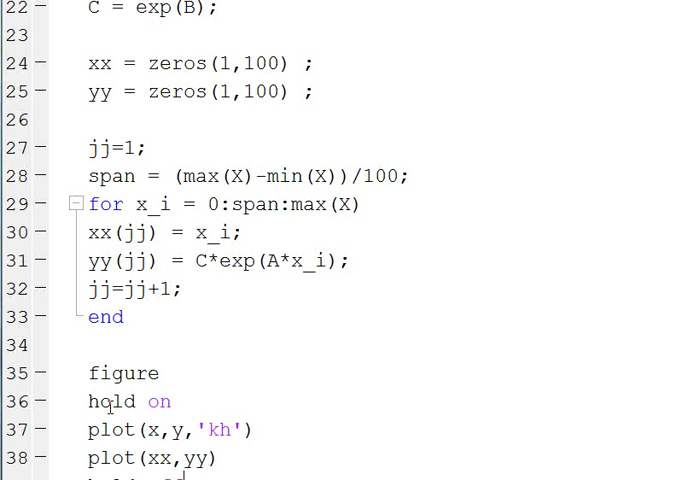 22 C = exp(B);
23
24 xx = zeros(1,100) ;
25 yy = zeros(1,100) ;
26
27 jj=1;
28 span = (max(X)-min(X))/100;
29 for x_i = 0:span:max(X)
30 xx(jj) = x_i;
31 yy(jj) = C*exp(A*x_i);
32 jj=jj+1;
33 end
34
35 figure
36 hold on
37 plot(x,y,'kh')
38 plot(xx,yy)